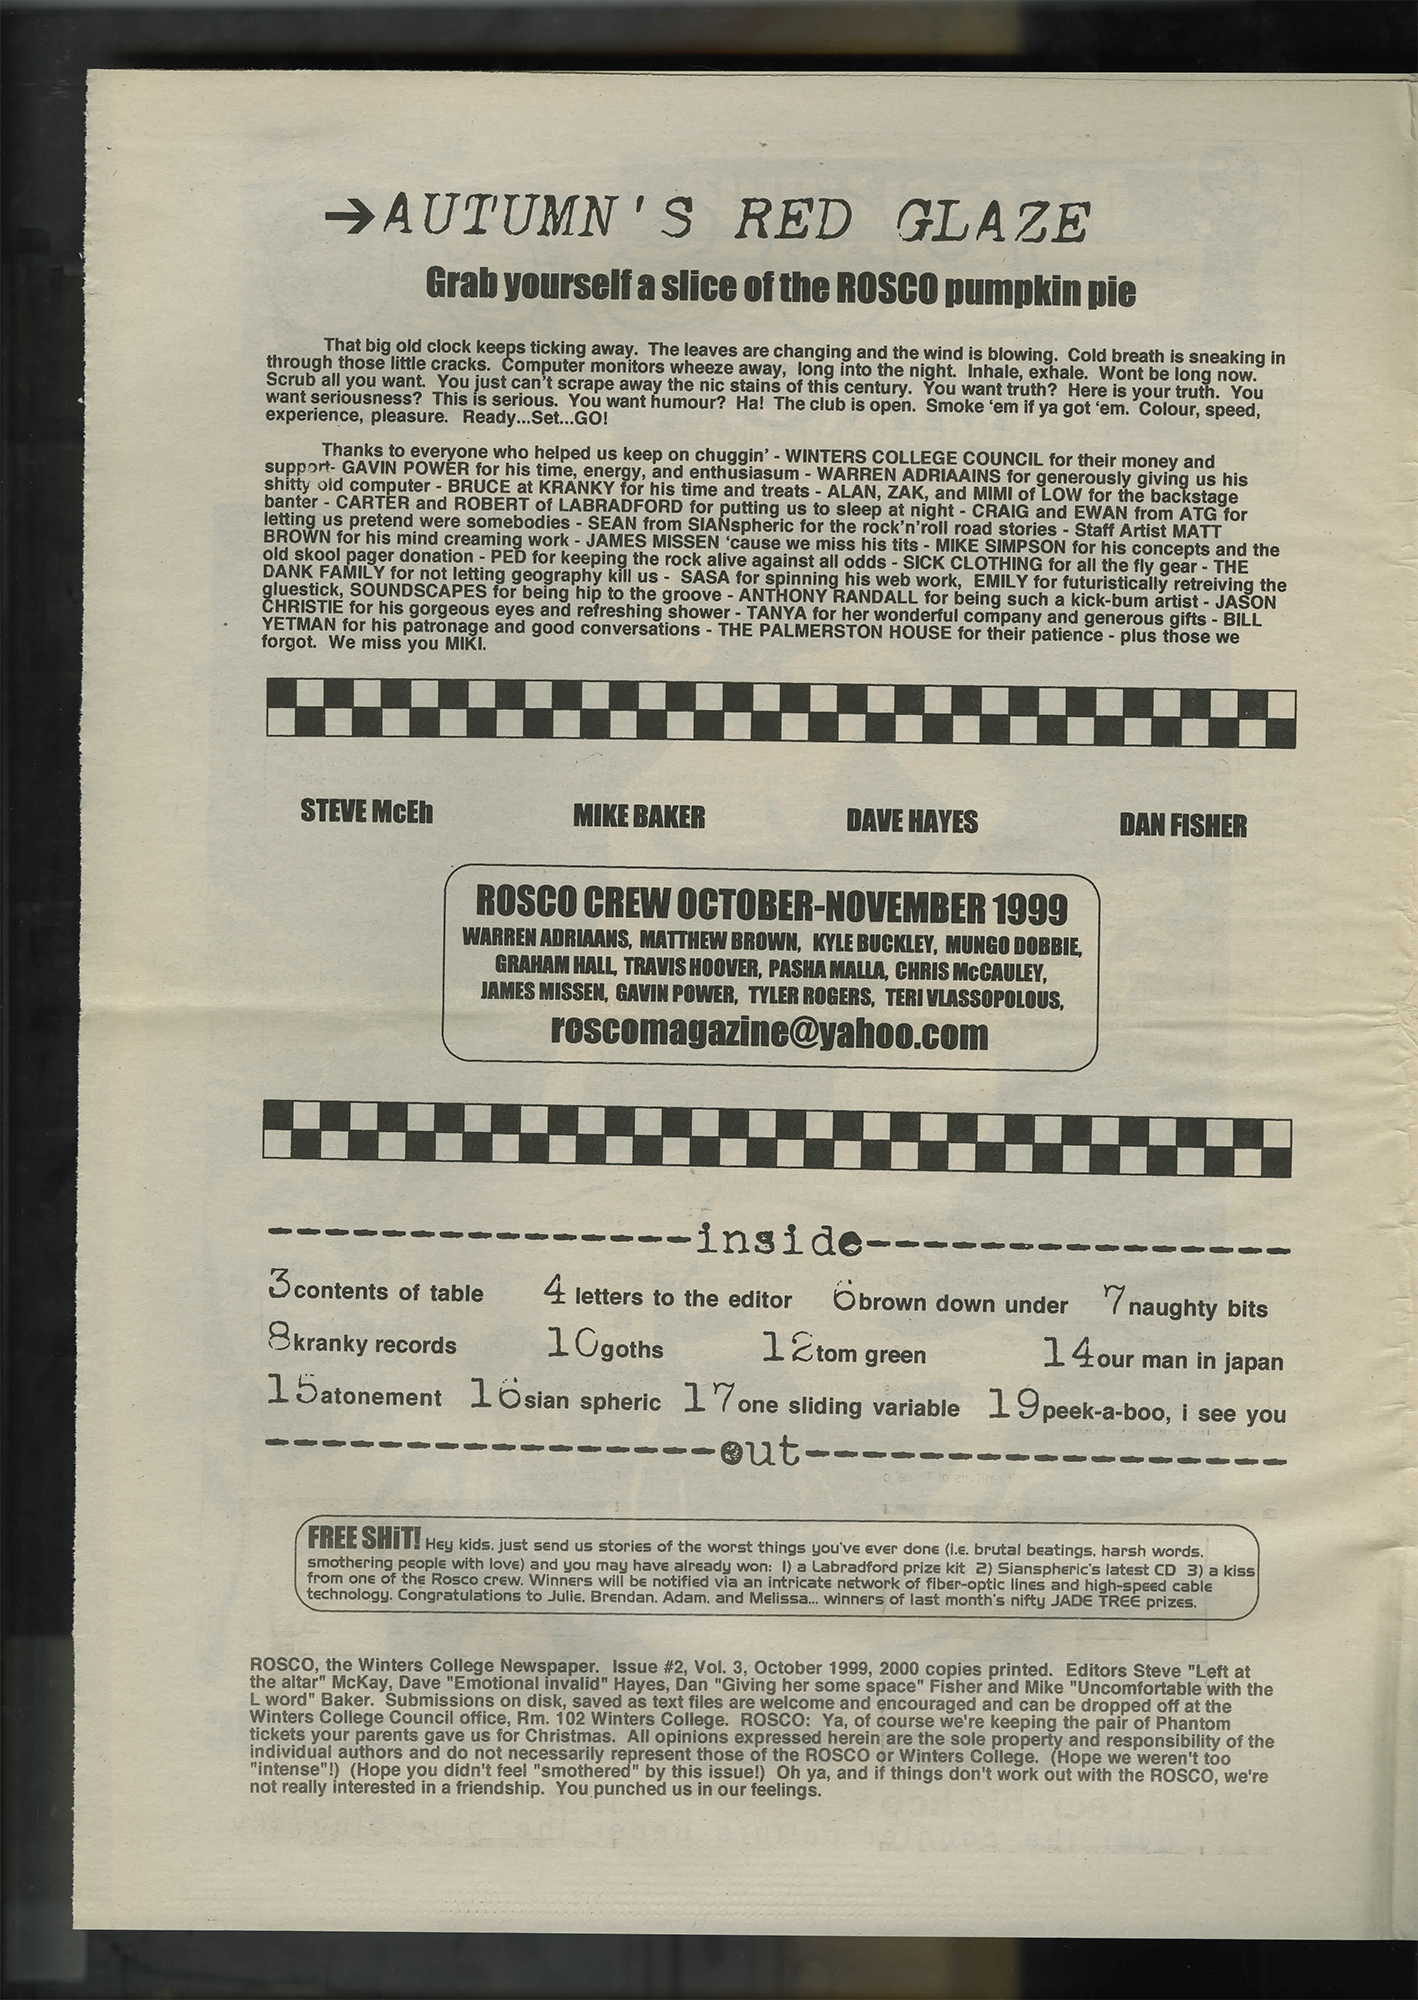 →AUTUMN'S RED GLAZE
Grab yourself a slice of the ROSCO pumpkin pie
That big old clock keeps ticking away. The leaves are changing and the wind is blowing. Cold breath is sneaking in
through those little cracks. Computer monitors wheeze away, long into the night. Inhale, exhale. Wont be long now.
Scrub all you want. You just can't scrape away the nic stains of this century. You want truth? Here is your truth. You
want seriousness? This is serious. You want humour? Ha! The club is open. Smoke 'em if ya got 'em. Colour, speed,
experience, pleasure. Ready...Set...GO!
Thanks to everyone who helped us keep on chuggin' - WINTERS COLLEGE COUNCIL for their money and
support- GAVIN POWER for his time, energy, and enthusiasum - WARREN ADRIAAINS for generously giving us his
shitty old computer - BRUCE at KRANKY for his time and treats - ALAN, ZAK, and MIMI of LOW for the backstage
banter - CARTER and ROBERT of LABRADFORD for putting us to sleep at night - CRAIG and EWAN from ATG for
letting us pretend were somebodies - SEAN from SIANspheric for the rock'n'roll road stories - Staff Artist MATT
BROWN for his mind creaming work - JAMES MISSEN 'cause we miss his tits - MIKE SIMPSON for his concepts and the
old skool pager donation - PED for keeping the rock alive against all odds - SICK CLOTHING for all the fly gear - THE
DANK FAMILY for not letting geography kill us - SASA for spinning his web work, EMILY for futuristically retreiving the
gluestick, SOUNDSCAPES for being hip to the groove - ANTHONY RANDALL for being such a kick-bum artist - JASON
CHRISTIE for his gorgeous eyes and refreshing shower - TANYA for her wonderful company and generous gifts - BILL
YETMAN for his patronage and good conversations - THE PALMERSTON HOUSE for their patience - plus those we
forgot. We miss you MIKI.
STEVE McEh MIKE BAKER DAVE HAYES DAN FISHER
ROSCO CREW OCTOBER-NOVEMBER 1999
WARREN ADRIAANS, MATTHEW BROWN, KYLE BUCKLEY, MUNGO DOBBIE,
GRAHAM HALL, TRAVIS HOOVER, PASHA MALLA, CHRIS McCAULEY,
JAMES MISSEN, GAVIN POWER, TYLER ROGERS, TERI VLASSOPOLOUS,
roscomagazine@yahoo.com
---------------inside---------------
3contents of table 4 letters to the editor 6brown down under 7naughty bits
8kranky records 10goths 12tom green 14our man in japan
15atonement 16sian spheric 17one sliding variable 19peek-a-boo, i see you
----------------out-----------------
FREE SHiT! Hey kids, just send us stories of the worst things you've ever done (i.e. brutal beatings, harsh words,
smothering people with love) and you may have already won: 1) a Labradford prize kit 2) Sianspheric's latest CD 3) a kiss
from one of the Rosco crew. Winners will be notified via an intricate network of fiber-optic lines and high-speed cable
technology. Congratulations to Julie, Brendan, Adam, and Melissa... winners of last month's nifty JADE TREE prizes.
ROSCO, the Winters College Newspaper. Issue #2, Vol. 3, October 1999, 2000 copies printed. Editors Steve "Left at
the altar" McKay, Dave "Emotional invalid" Hayes, Dan "Giving her some space" Fisher and Mike "Uncomfortable with the
L word" Baker. Submissions on disk, saved as text files are welcome and encouraged and can be dropped off at the
Winters College Council office, Rm. 102 Winters College. ROSCO: Ya, of course we're keeping the pair of Phantom
tickets your parents gave us for Christmas. All opinions expressed herein are the sole property and responsibility of the
individual authors and do not necessarily represent those of the ROSCO or Winters College. (Hope we weren't too
"intense"!) (Hope you didn't feel "smothered" by this issue!) Oh ya, and if things don't work out with the ROSCO, we're
not really interested in a friendship. You punched us in our feelings.